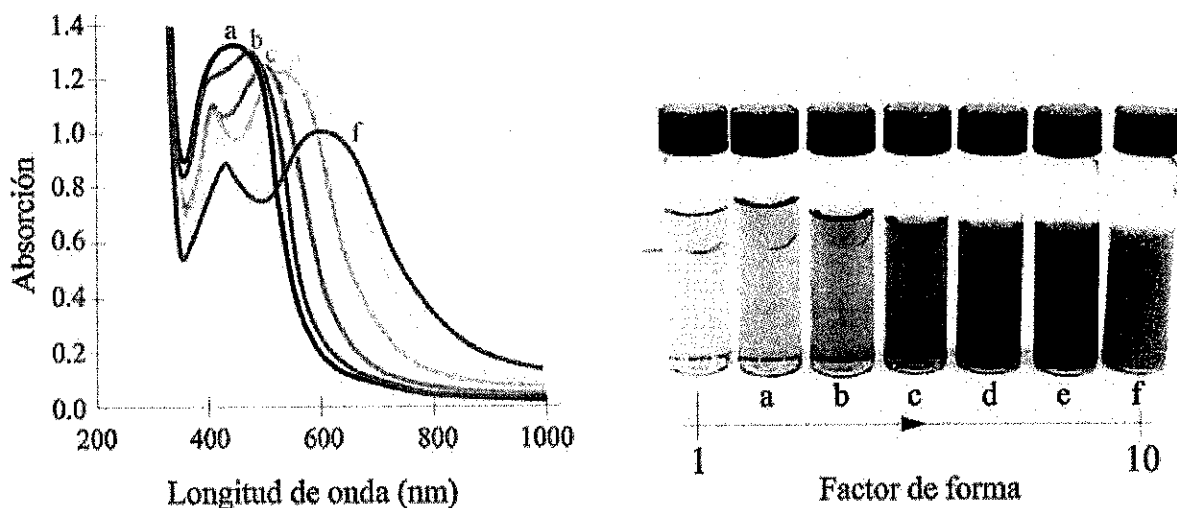 1.4
1.2
1.0
0.8
0.6
0.4
0.2
0.0
Absorción
a
b
c
f
200
400
600
800
1000
Longitud de onda (nm)
a
b
c
d
e
f
1
10
Factor de forma